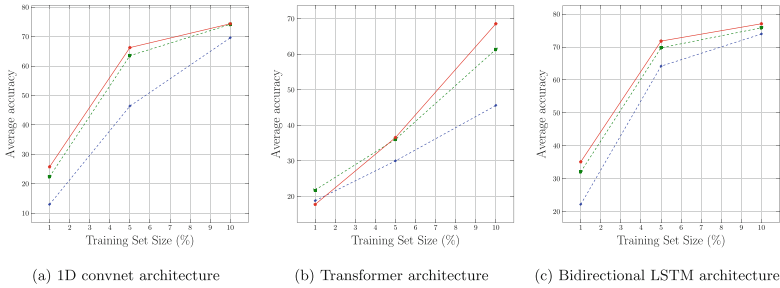 80
70
60
50
40
30
20
10
Average accuracy
1 2 3 4 5 6 7 8 9 10
Training Set Size (%)
(a) 1D convnet architecture
70
60
50
40
30
20
Average accuracy
1 2 3 4 5 6 7 8 9 10
Training Set Size (%)
(b) Transformer architecture
80
70
60
50
40
30
20
Average accuracy
1 2 3 4 5 6 7 8 9 10
Training Set Size (%)
(c) Bidirectional LSTM architecture